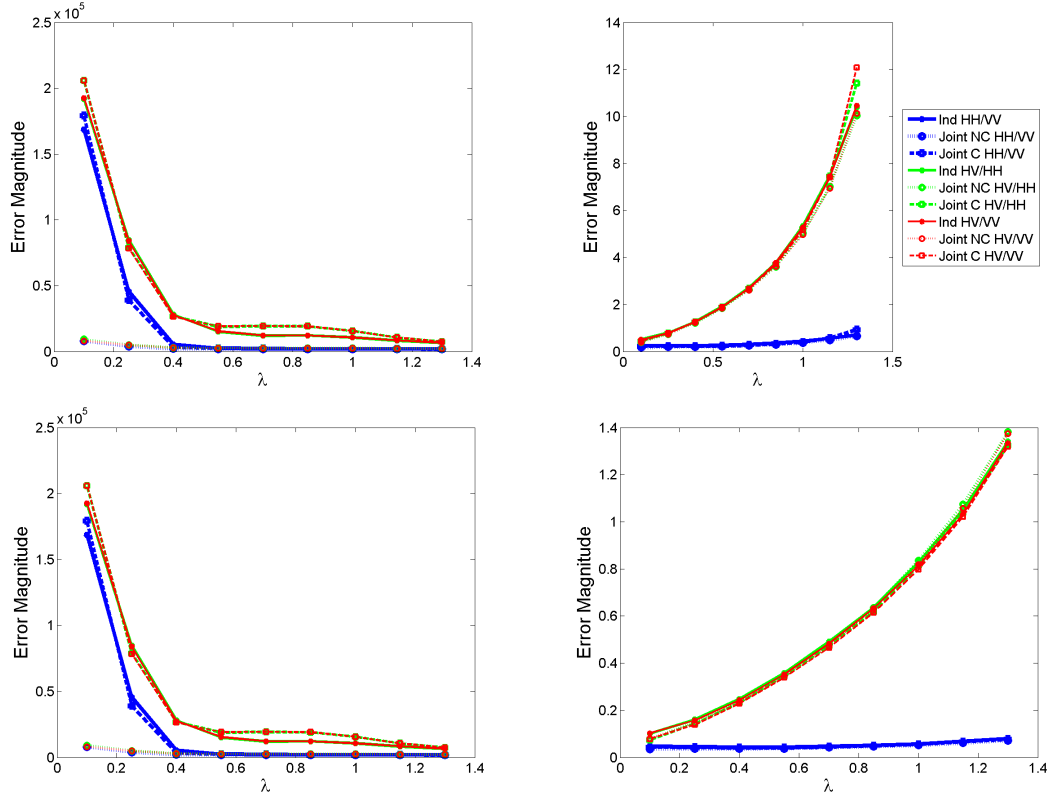 x 10^5
2.5
2
1.5
1
0.5
0
0 0.2 0.4 0.6 0.8 1 1.2 1.4
Error Magnitude
λ
14
12
10
8
6
4
2
0
0 0.5 1 1.5
Error Magnitude
λ
Ind HH/VV
Joint NC HH/VV
Joint C HH/VV
Ind HV/HH
Joint NC HV/HH
Joint C HV/HH
Ind HV/VV
Joint NC HV/VV
Joint C HV/VV
x 10^5
2.5
2
1.5
1
0.5
0
0 0.2 0.4 0.6 0.8 1 1.2 1.4
Error Magnitude
λ
1.4
1.2
1
0.8
0.6
0.4
0.2
0
0 0.2 0.4 0.6 0.8 1 1.2 1.4
Error Magnitude
λ